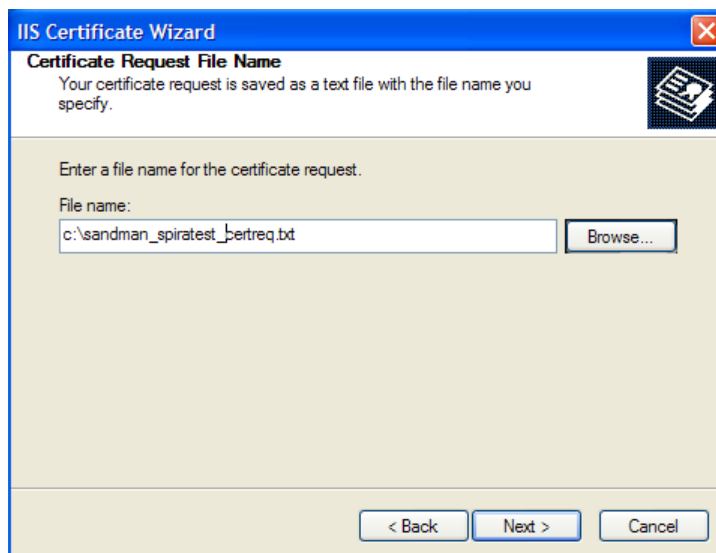 IIS Certificate Wizard
Certificate Request File Name
Your certificate request is saved as a text file with the file name you
specify.
Enter a file name for the certificate request.
File name:
c:\sandman_spiratest_certreq.txt
Browse...
< Back
Next >
Cancel